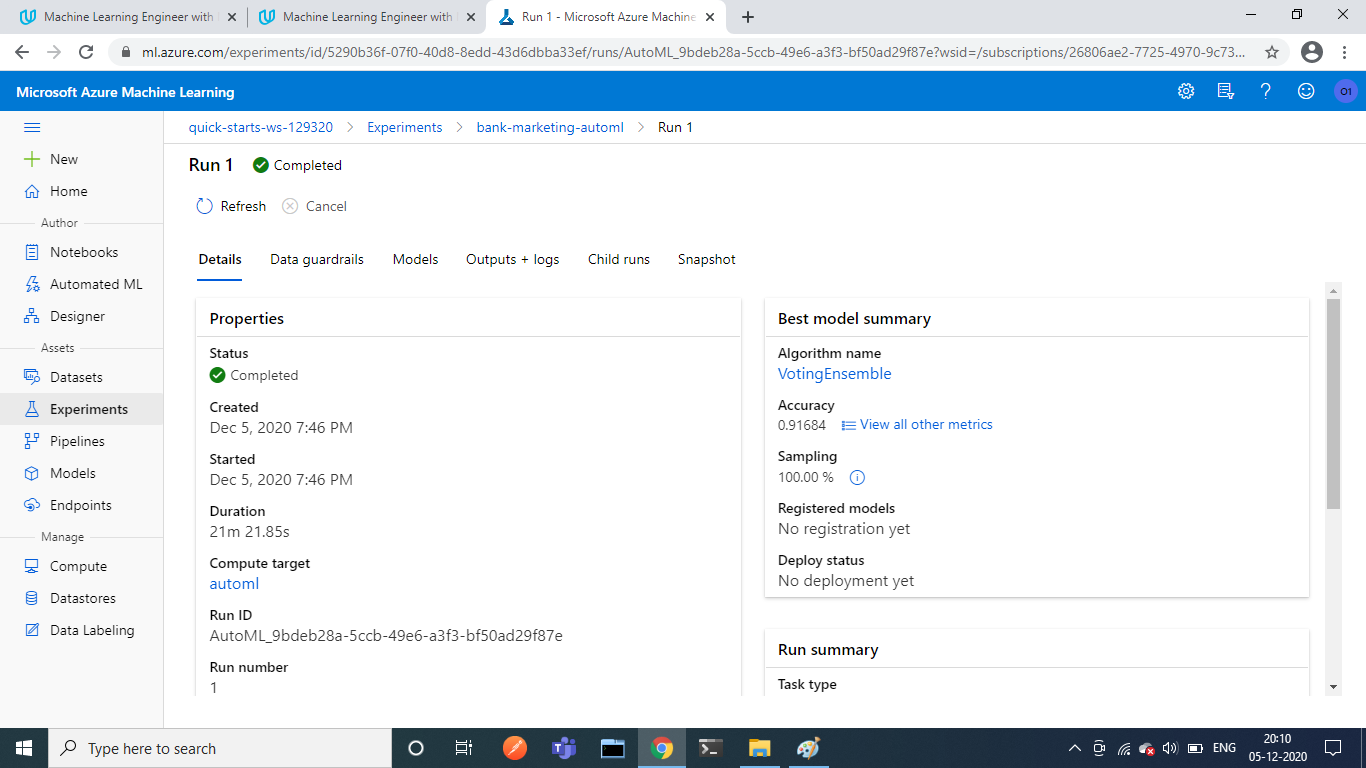 Machine Learning Engineer with
Machine Learning Engineer with
Run 1 - Microsoft Azure Machine
ml.azure.com/experiments/id/5290b36f-07f0-40d8-8edd-43d6dbba33ef/runs/AutoML_9bdeb28a-5ccb-49e6-a3f3-bf50ad29f87e?wsid=/subscriptions/26806ae2-7725-4970-9c73...
Microsoft Azure Machine Learning
O1
quick-starts-ws-129320 > Experiments > bank-marketing-automl > Run 1
New
Home
Author
Notebooks
Automated ML
Designer
Assets
Datasets
Experiments
Pipelines
Models
Endpoints
Manage
Compute
Datastores
Data Labeling
Run 1 Completed
Refresh Cancel
Details Data guardrails Models Outputs + logs Child runs Snapshot
Properties
Status
Completed
Created
Dec 5, 2020 7:46 PM
Started
Dec 5, 2020 7:46 PM
Duration
21m 21.85s
Compute target
automl
Run ID
AutoML_9bdeb28a-5ccb-49e6-a3f3-bf50ad29f87e
Run number
1
Best model summary
Algorithm name
VotingEnsemble
Accuracy
0.91684 View all other metrics
Sampling
100.00 %
Registered models
No registration yet
Deploy status
No deployment yet
Run summary
Task type
Type here to search
ENG
20:10
05-12-2020